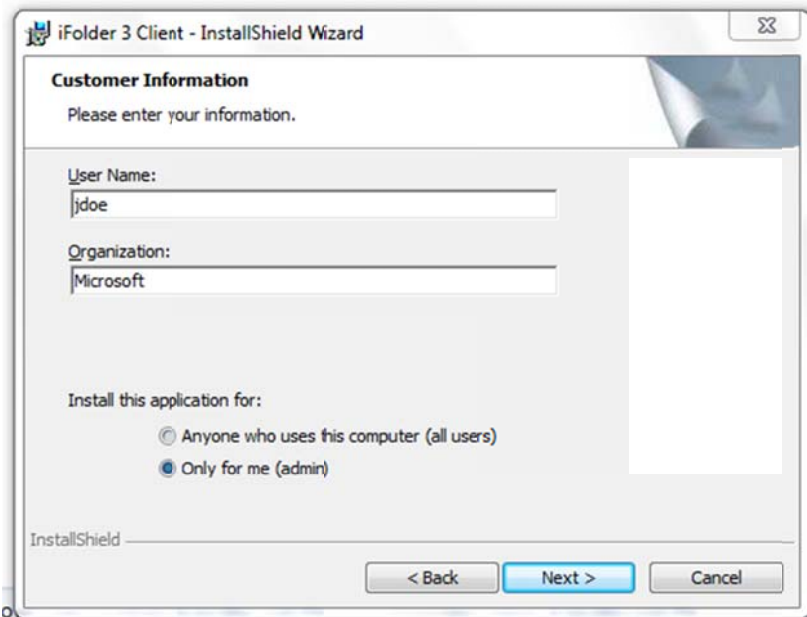 iFolder 3 Client - InstallShield Wizard
Customer Information
Please enter your information.
User Name:
jdoe
Organization:
Microsoft
Install this application for:
Anyone who uses this computer (all users)
Only for me (admin)
InstallShield
< Back Next > Cancel